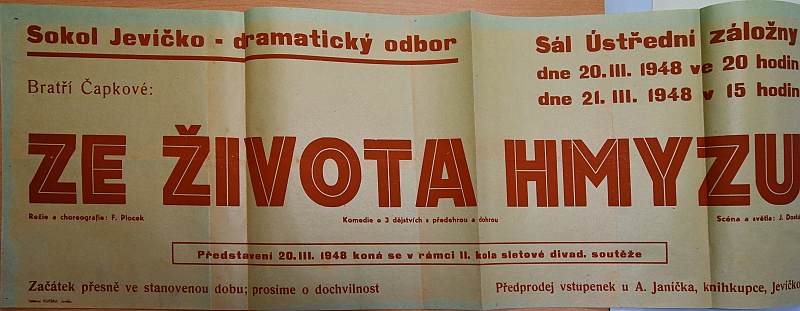 Sokol Jevíčko - dramatický odbor
Sál Ústřední záložny
dne 20. III. 1948 ve 20 hodin
dne 21. III. 1948 v 15 hodin
Bratří Čapkové:
ZE ŽIVOTA HMYZU
Režie a choreografie: F. Plocek
Komedie o 3 dějstvích s předehrou a dohrou
Scéna a světla: J.
Představení 20. III. 1948 koná se v rámci II. kola sletové divad. soutěže
Začátek přesně ve stanovenou dobu; prosíme o dochvilnost
Předprodej vstupenek u A. Janíčka, knihkupce, Jevíčko